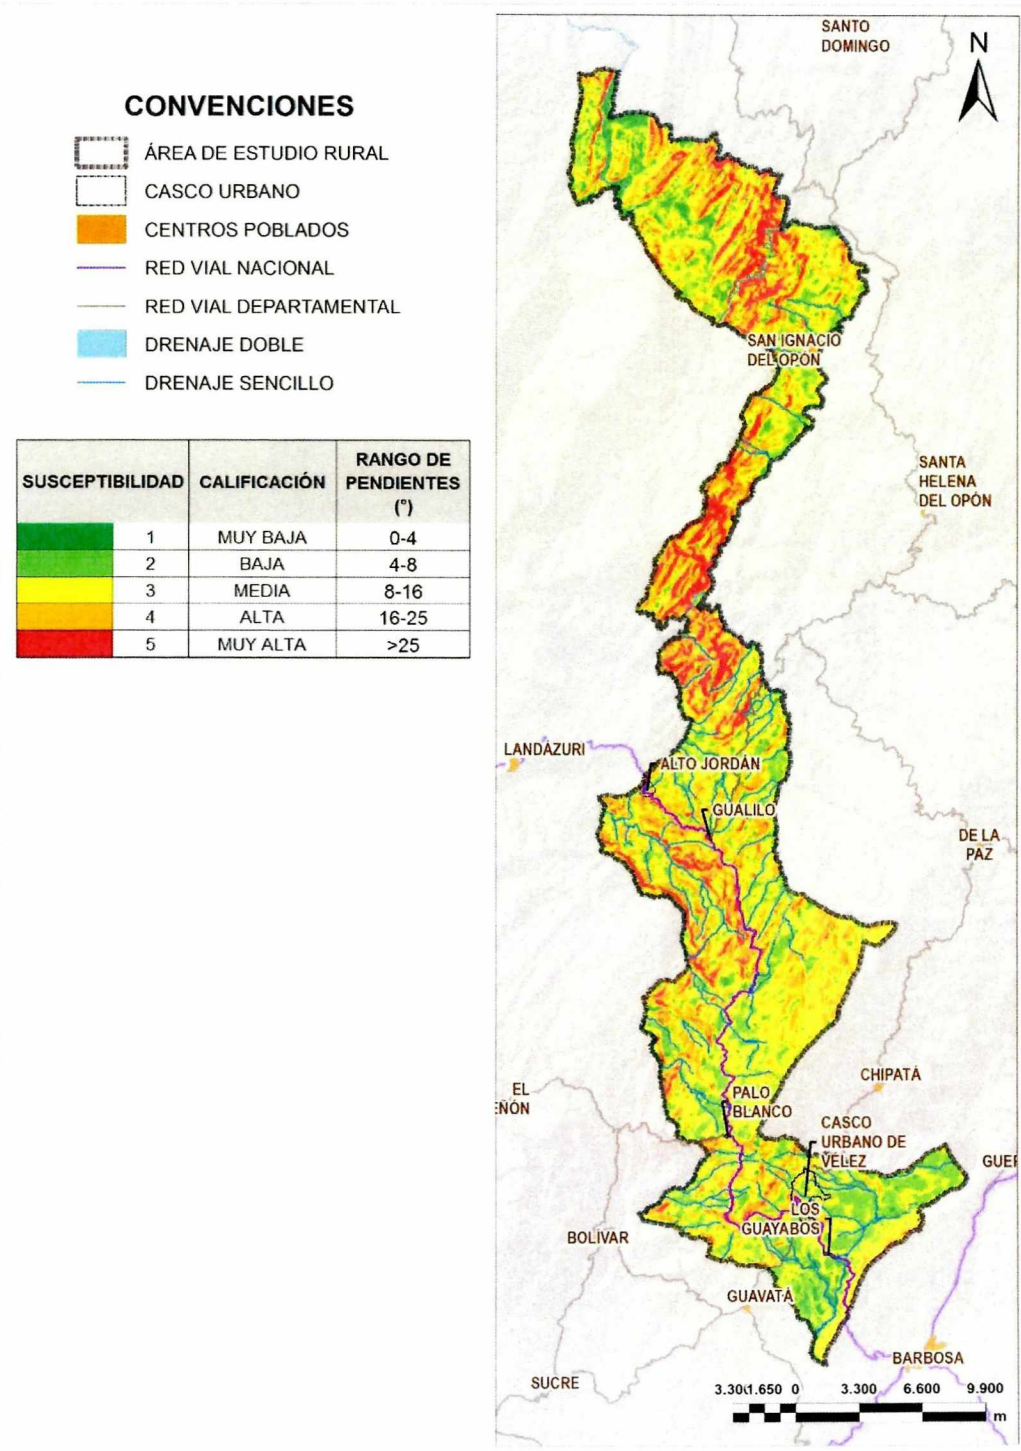 CONVENCIONES
ÁREA DE ESTUDIO RURAL
CASCO URBANO
CENTROS POBLADOS
RED VIAL NACIONAL
RED VIAL DEPARTAMENTAL
DRENAJE DOBLE
DRENAJE SENCILLO
SUSCEPTIBILIDAD CALIFICACIÓN RANGO DE PENDIENTES (°)
1 MUY BAJA 0-4
2 BAJA 4-8
3 MEDIA 8-16
4 ALTA 16-25
5 MUY ALTA >25
SANTO
DOMINGO
N
SAN IGNACIO
DEL OPÓN
SANTA
HELENA
DEL OPÓN
LANDÁZURI
ALTO JORDÁN
GUALILO
DE LA
PAZ
CHIPATÁ
EL
EÑÓN
PALO
BLANCO
CASCO
URBANO DE
VÉLEZ
GUEP
LOS
GUAYABOS
BOLIVAR
GUAVATÁ
BARBOSA
SUCRE
3.300 1.650 0 3.300 6.600 9.900
m